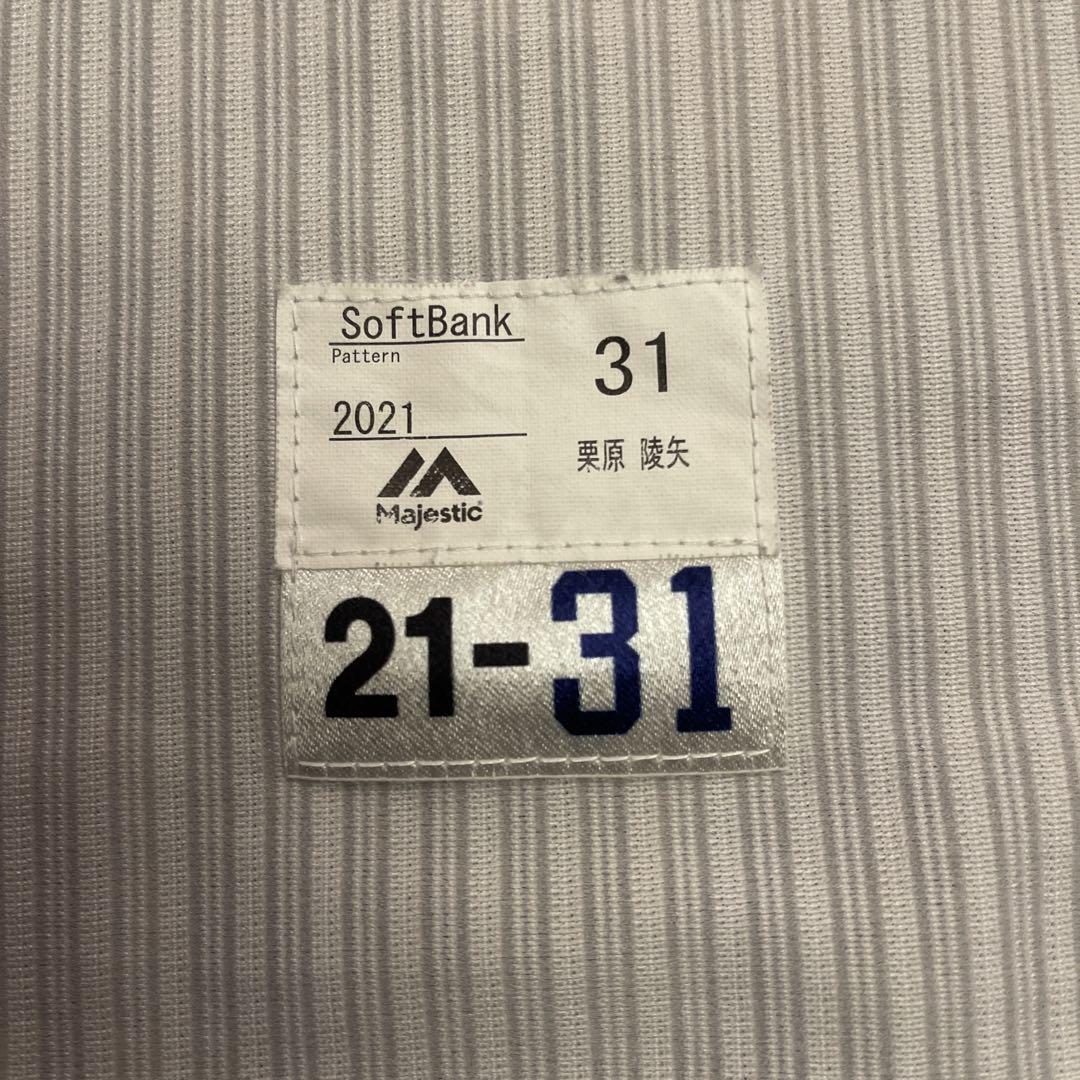 SoftBank
Pattern
2021
Majestic
31
栗原 陵矢
21-31